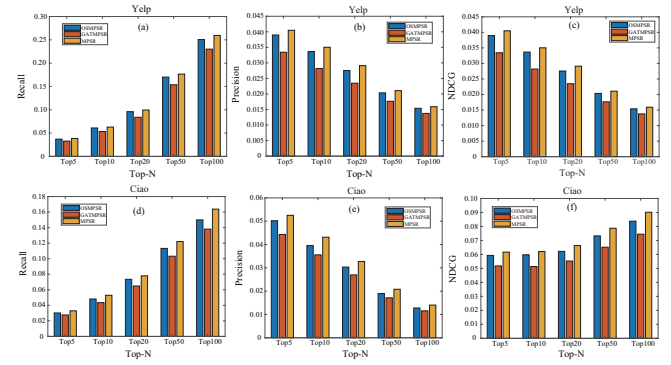 Yelp
(a)
OSMPSR
GATMPSR
MPSR
Recall
0.30
0.25
0.20
0.15
0.10
0.05
0.00
Top5 Top10 Top20 Top50 Top100
Top-N
Yelp
(b)
OSMPSR
GATMPSR
MPSR
Precision
0.045
0.040
0.035
0.030
0.025
0.020
0.015
0.010
0.005
0
Top5 Top10 Top20 Top50 Top100
Top-N
Yelp
(c)
OSMPSR
GATMPSR
MPSR
NDCG
0.045
0.040
0.035
0.030
0.025
0.020
0.015
0.010
0.005
0
Top5 Top10 Top20 Top50 Top100
Top-N
Ciao
(d)
OSMPSR
GATMPSR
MPSR
Recall
0.18
0.16
0.14
0.12
0.10
0.08
0.06
0.04
0.02
0.00
Top5 Top10 Top20 Top50 Top100
Top-N
Ciao
(e)
OSMPSR
GATMPSR
MPSR
Precision
0.06
0.05
0.04
0.03
0.02
0.01
0
Top5 Top10 Top20 Top50 Top100
Top-N
Ciao
(f)
OSMPSR
GATMPSR
MPSR
NDCG
0.10
0.09
0.08
0.07
0.06
0.05
0.04
0.03
0.02
0.01
0
Top5 Top10 Top20 Top50 Top100
Top-N